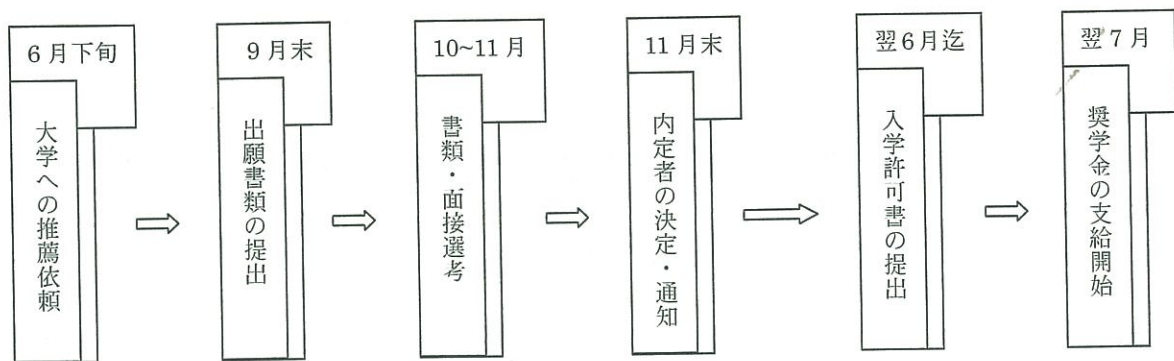 6月下旬
大学への推薦依頼
9月末
出願書類の提出
10~11月
書類・面接選考
11月末
内定者の決定・通知
翌6月迄
入学許可書の提出
翌7月
奨学金の支給開始